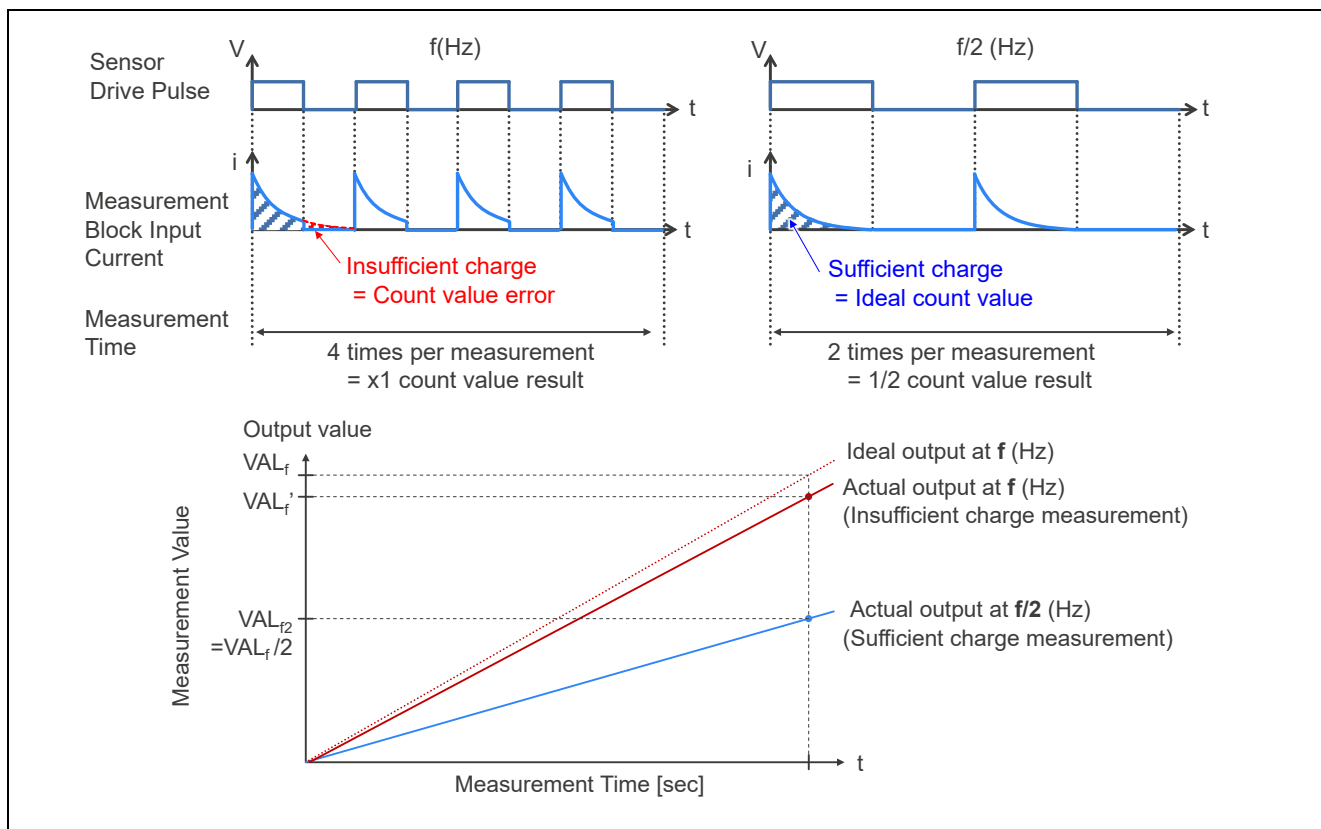 V
f(Hz)
Sensor
Drive Pulse
t
i
Measurement
Block Input
Current
t
Insufficient charge
= Count value error
Measurement
Time
4 times per measurement
= x1 count value result
V
f/2 (Hz)
t
i
t
Sufficient charge
= Ideal count value
2 times per measurement
= 1/2 count value result
Output value
VALf
VALf’
VALf2
=VALf /2
Measurement Value
Ideal output at f (Hz)
Actual output at f (Hz)
(Insufficient charge measurement)
Actual output at f/2 (Hz)
(Sufficient charge measurement)
t
Measurement Time [sec]